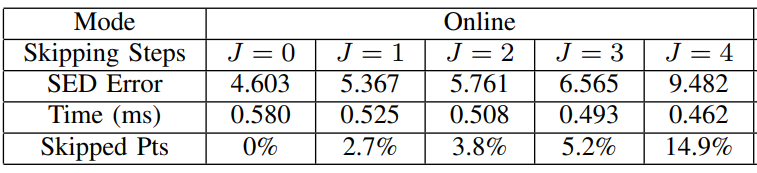 Mode Online
Skipping Steps J = 0 J = 1 J = 2 J = 3 J = 4
SED Error 4.603 5.367 5.761 6.565 9.482
Time (ms) 0.580 0.525 0.508 0.493 0.462
Skipped Pts 0% 2.7% 3.8% 5.2% 14.9%